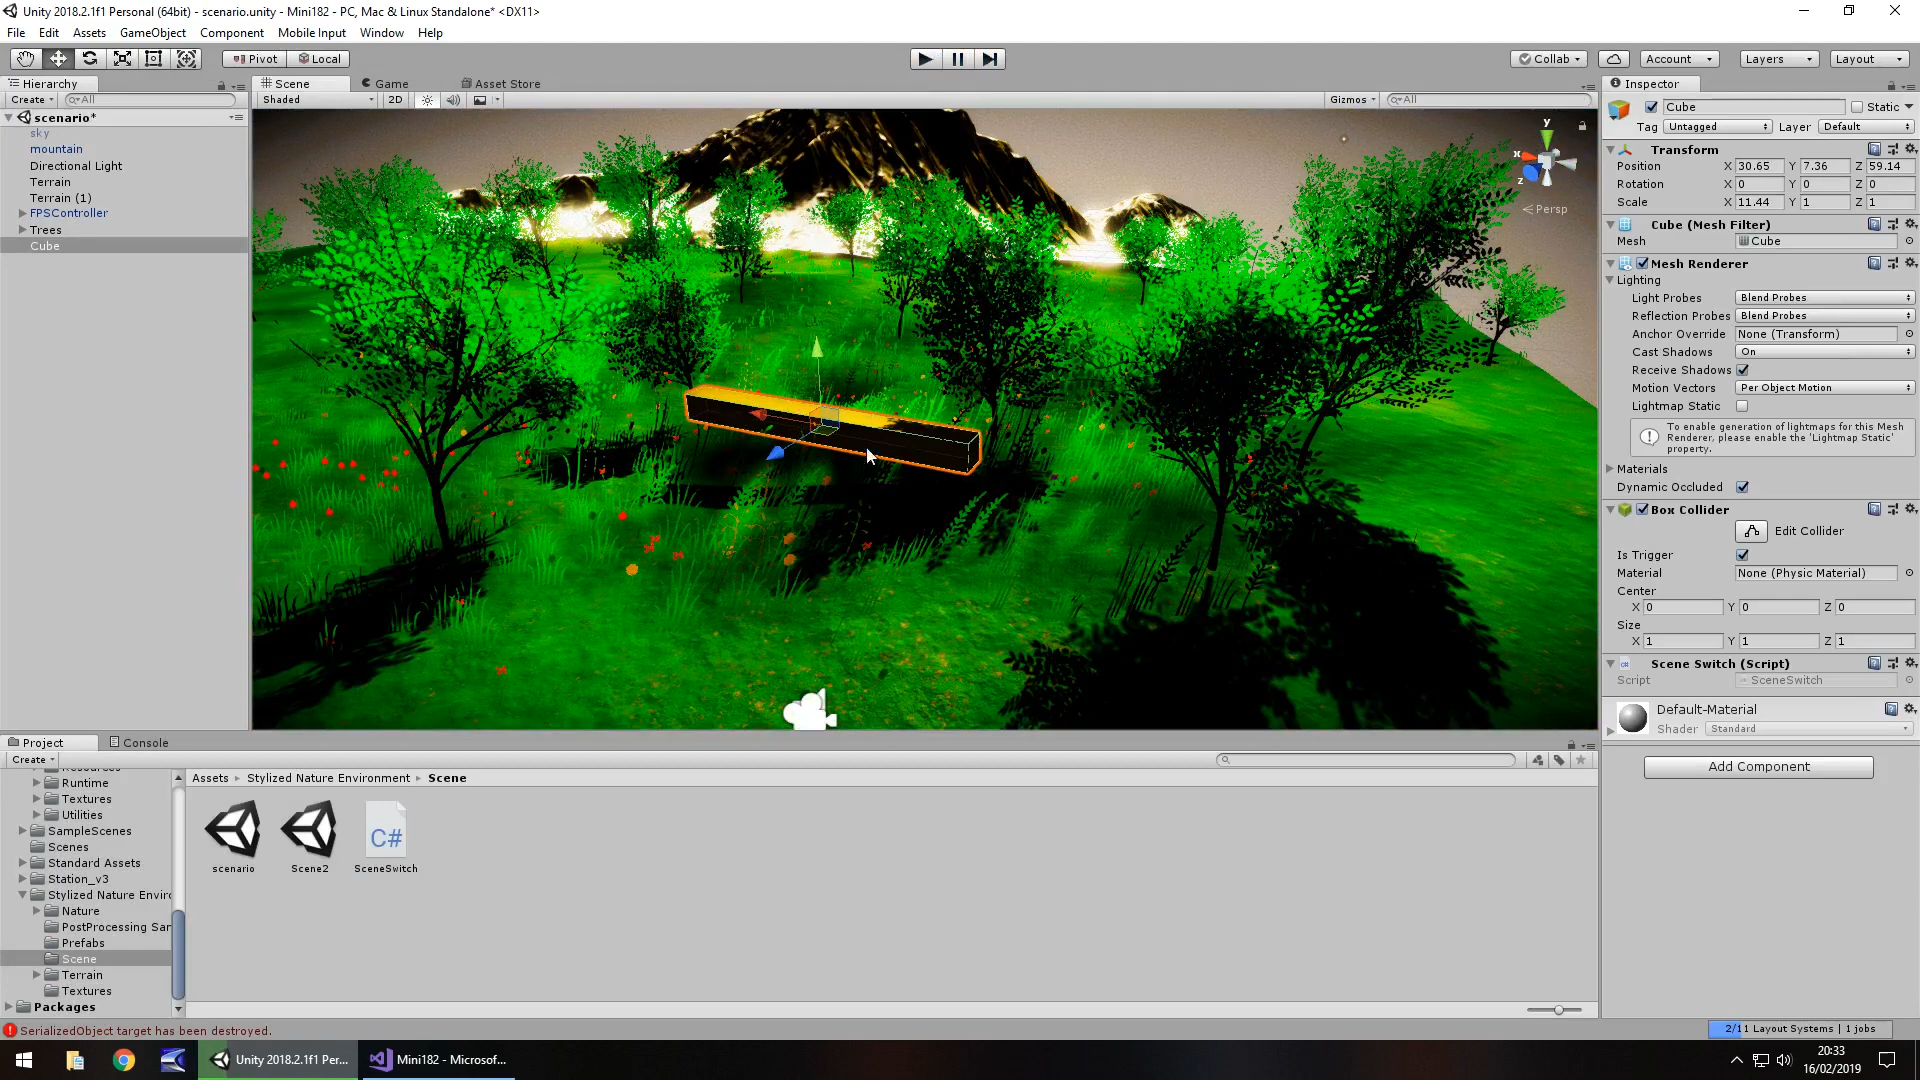 Unity 2018.2.1f1 Personal (64bit) - scenario.unity - Mini182 - PC, Mac & Linux Standalone* <DX11>
File Edit Assets GameObject Component Mobile Input Window Help
Pivot Local Collab Account Layers Layout
Hierarchy
Create All
scenario*
sky
mountain
Directional Light
Terrain
Terrain (1)
FPSController
Trees
Cube
Scene Game Asset Store
Shaded 2D Gizmos All
y
x
z
Persp
Inspector
Cube Static
Tag Untagged Layer Default
Transform
Position X 30.65 Y 7.36 Z 59.14
Rotation X 0 Y 0 Z 0
Scale X 11.44 Y 1 Z 1
Cube (Mesh Filter)
Mesh Cube
Mesh Renderer
Lighting
Light Probes Blend Probes
Reflection Probes Blend Probes
Anchor Override None (Transform)
Cast Shadows On
Receive Shadows
Motion Vectors Per Object Motion
Lightmap Static
To enable generation of lightmaps for this Mesh
Renderer, please enable the 'Lightmap Static'
property.
Materials
Dynamic Occluded
Box Collider
Edit Collider
Is Trigger
Material None (Physic Material)
Center
X 0 Y 0 Z 0
Size
X 1 Y 1 Z 1
Scene Switch (Script)
Script SceneSwitch
Default-Material
Shader Standard
Add Component
Project Console
Create
Runtime
Textures
Utilities
SampleScenes
Scenes
Standard Assets
Station_v3
Stylized Nature Envir
Nature
PostProcessing Sar
Prefabs
Scene
Terrain
Textures
Packages
Assets Stylized Nature Environment Scene
C#
scenario Scene2 SceneSwitch
SerializedObject target has been destroyed.
2/11 Layout Systems | 1 jobs
Unity 2018.2.1f1 Per...
Mini182 - Microsof...
20:33
16/02/2019